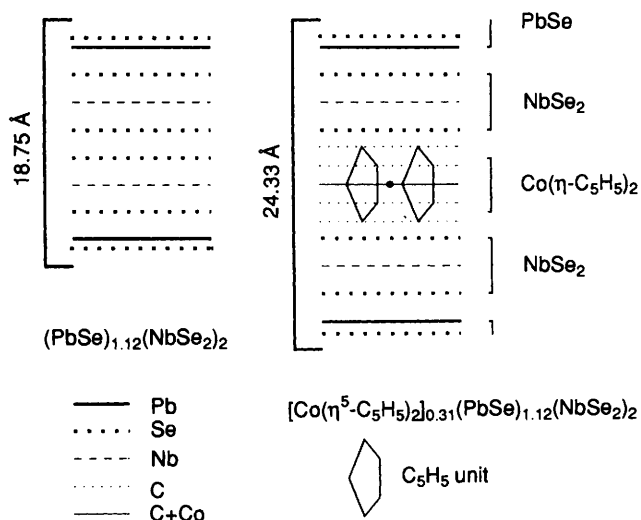 18.75 Å
24.33 Å
PbSe
NbSe₂
Co(η-C₅H₅)₂
NbSe₂
(PbSe)₁.₁₂(NbSe₂)₂
[Co(η⁵-C₅H₅)₂]₀.₃₁(PbSe)₁.₁₂(NbSe₂)₂
Pb
Se
Nb
C
C+Co
C₅H₅ unit